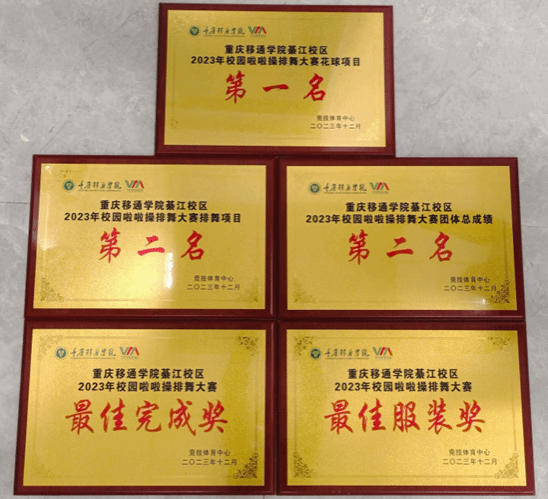 重庆移通学院
重庆移通学院綦江校区
2023年校园啦啦操排舞大赛花球项目
第一名
竞技体育中心
二〇二三年十二月
重庆移通学院
重庆移通学院綦江校区
2023年校园啦啦操排舞大赛排舞项目
第二名
竞技体育中心
二〇二三年十二月
重庆移通学院
重庆移通学院綦江校区
2023年校园啦啦操排舞大赛团体总成绩
第二名
竞技体育中心
二〇二三年十二月
重庆移通学院
重庆移通学院綦江校区
2023年校园啦啦操排舞大赛
最佳完成奖
竞技体育中心
二〇二三年十二月
重庆移通学院
重庆移通学院綦江校区
2023年校园啦啦操排舞大赛
最佳服装奖
竞技体育中心
二〇二三年十二月